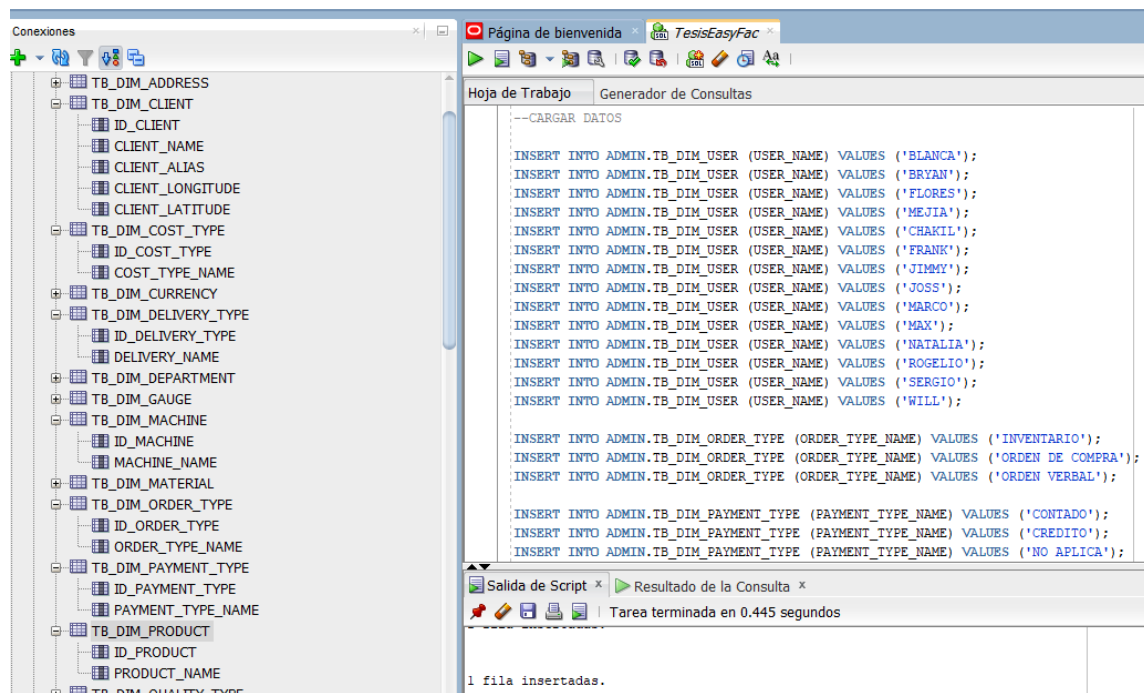 Conexiones
TB_DIM_ADDRESS
TB_DIM_CLIENT
ID_CLIENT
CLIENT_NAME
CLIENT_ALIAS
CLIENT_LONGITUDE
CLIENT_LATITUDE
TB_DIM_COST_TYPE
ID_COST_TYPE
COST_TYPE_NAME
TB_DIM_CURRENCY
TB_DIM_DELIVERY_TYPE
ID_DELIVERY_TYPE
DELIVERY_NAME
TB_DIM_DEPARTMENT
TB_DIM_GAUGE
TB_DIM_MACHINE
ID_MACHINE
MACHINE_NAME
TB_DIM_MATERIAL
TB_DIM_ORDER_TYPE
ID_ORDER_TYPE
ORDER_TYPE_NAME
TB_DIM_PAYMENT_TYPE
ID_PAYMENT_TYPE
PAYMENT_TYPE_NAME
TB_DIM_PRODUCT
ID_PRODUCT
PRODUCT_NAME
TB_DIM_QUALITY_TYPE
Página de bienvenida
TesisEasyFac
Hoja de Trabajo Generador de Consultas
--CARGAR DATOS
INSERT INTO ADMIN.TB_DIM_USER (USER_NAME) VALUES ('BLANCA');
INSERT INTO ADMIN.TB_DIM_USER (USER_NAME) VALUES ('BRYAN');
INSERT INTO ADMIN.TB_DIM_USER (USER_NAME) VALUES ('FLORES');
INSERT INTO ADMIN.TB_DIM_USER (USER_NAME) VALUES ('MEJIA');
INSERT INTO ADMIN.TB_DIM_USER (USER_NAME) VALUES ('CHAKIL');
INSERT INTO ADMIN.TB_DIM_USER (USER_NAME) VALUES ('FRANK');
INSERT INTO ADMIN.TB_DIM_USER (USER_NAME) VALUES ('JIMMY');
INSERT INTO ADMIN.TB_DIM_USER (USER_NAME) VALUES ('JOSS');
INSERT INTO ADMIN.TB_DIM_USER (USER_NAME) VALUES ('MARCO');
INSERT INTO ADMIN.TB_DIM_USER (USER_NAME) VALUES ('MAX');
INSERT INTO ADMIN.TB_DIM_USER (USER_NAME) VALUES ('NATALIA');
INSERT INTO ADMIN.TB_DIM_USER (USER_NAME) VALUES ('ROGELIO');
INSERT INTO ADMIN.TB_DIM_USER (USER_NAME) VALUES ('SERGIO');
INSERT INTO ADMIN.TB_DIM_USER (USER_NAME) VALUES ('WILL');
INSERT INTO ADMIN.TB_DIM_ORDER_TYPE (ORDER_TYPE_NAME) VALUES ('INVENTARIO');
INSERT INTO ADMIN.TB_DIM_ORDER_TYPE (ORDER_TYPE_NAME) VALUES ('ORDEN DE COMPRA');
INSERT INTO ADMIN.TB_DIM_ORDER_TYPE (ORDER_TYPE_NAME) VALUES ('ORDEN VERBAL');
INSERT INTO ADMIN.TB_DIM_PAYMENT_TYPE (PAYMENT_TYPE_NAME) VALUES ('CONTADO');
INSERT INTO ADMIN.TB_DIM_PAYMENT_TYPE (PAYMENT_TYPE_NAME) VALUES ('CREDITO');
INSERT INTO ADMIN.TB_DIM_PAYMENT_TYPE (PAYMENT_TYPE_NAME) VALUES ('NO APLICA');
Salida de Script Resultado de la Consulta
Tarea terminada en 0.445 segundos
1 fila insertadas.
1 fila insertadas.